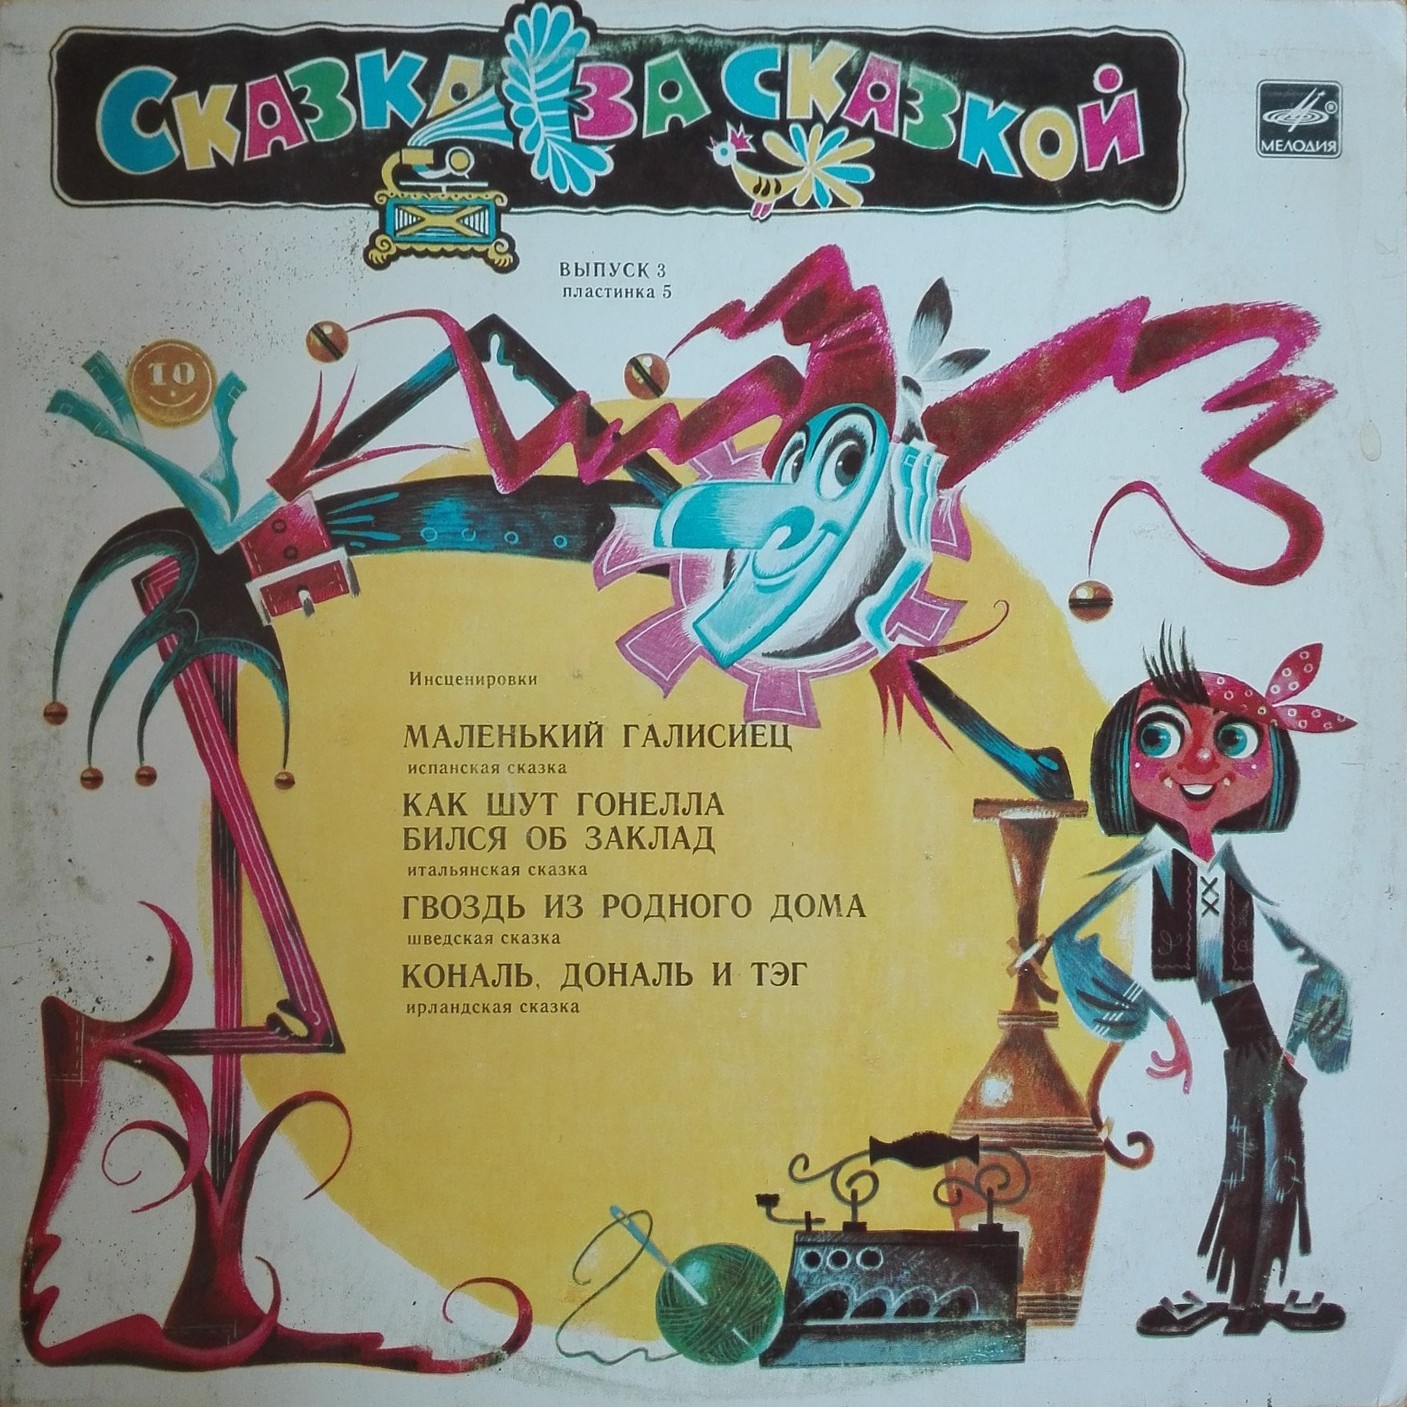 СКАЗКА ЗА СКАЗКОЙ
МЕЛОДИЯ
ВЫПУСК 3
пластинка 5
10
Инсценировки
МАЛЕНЬКИЙ ГАЛИСИЕЦ
испанская сказка
КАК ШУТ ГОНЕЛЛА
БИЛСЯ ОБ ЗАКЛАД
итальянская сказка
ГВОЗДЬ ИЗ РОДНОГО ДОМА
шведская сказка
КОНАЛЬ, ДОНАЛЬ И ТЭГ
ирландская сказка